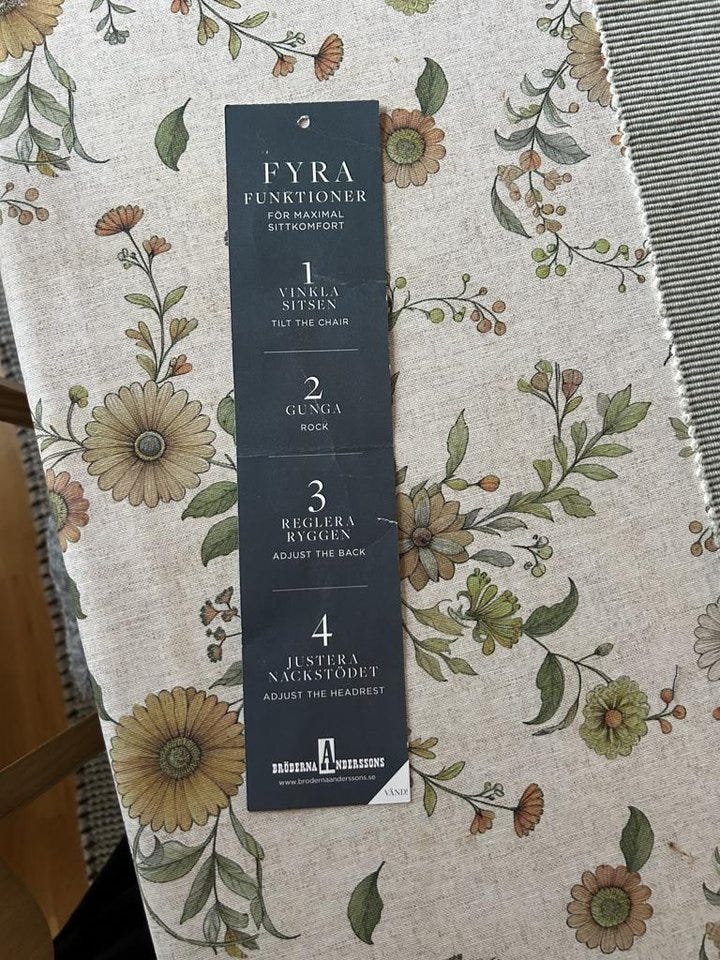 FYRA
FUNKTIONER
FÖR MAXIMAL
SITTKOMFORT
1
VINKLA
SITSEN
TILT THE CHAIR
2
GUNGA
ROCK
3
REGLERA
RYGGEN
ADJUST THE BACK
4
JUSTERA
NACKSTÖDET
ADJUST THE HEADREST
BRÖDERNA ANDERSSONS
www.brodernaanderssons.se
VÄND!